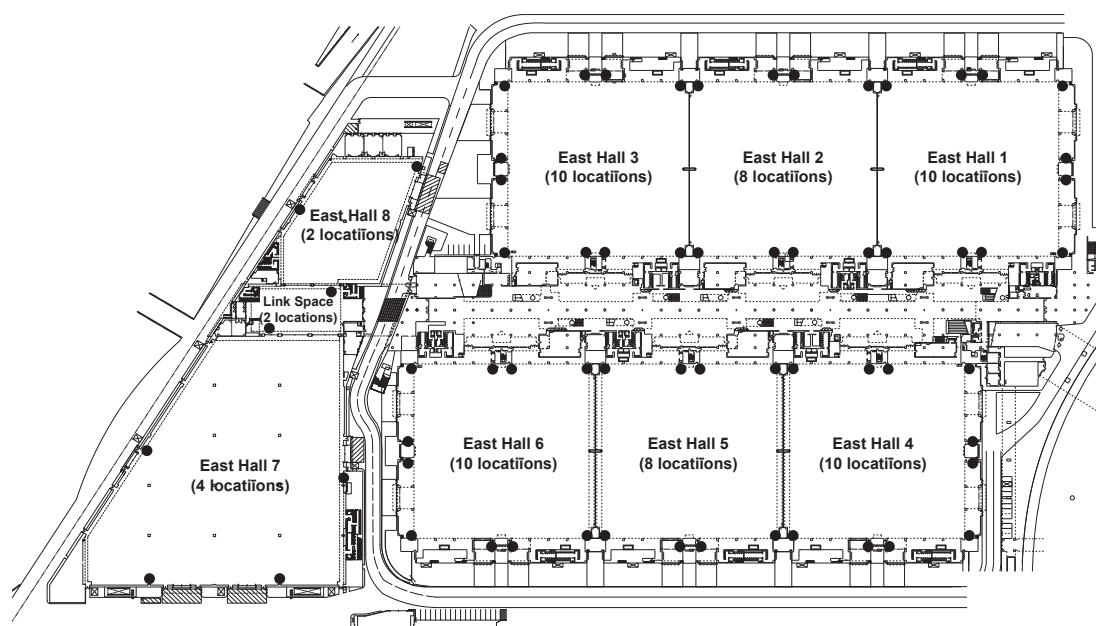 East Hall 3
(10 locatiions)
East Hall 2
(8 locatiions)
East Hall 1
(10 locatiions)
East Hall 8
(2 locatiions)
Link Space
(2 locations)
East Hall 7
(4 locatiions)
East Hall 6
(10 locatiions)
East Hall 5
(8 locatiions)
East Hall 4
(10 locatiions)